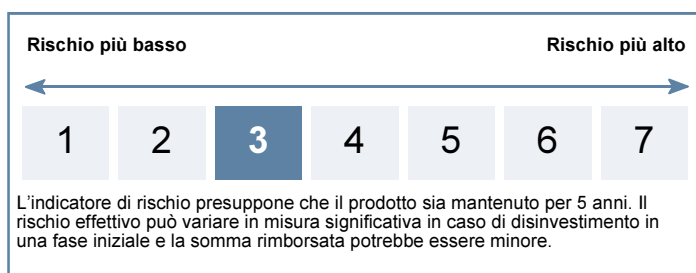 Rischio più basso Rischio più alto
1 2 3 4 5 6 7
L'indicatore di rischio presuppone che il prodotto sia mantenuto per 5 anni. Il
rischio effettivo può variare in misura significativa in caso di disinvestimento in
una fase iniziale e la somma rimborsata potrebbe essere minore.